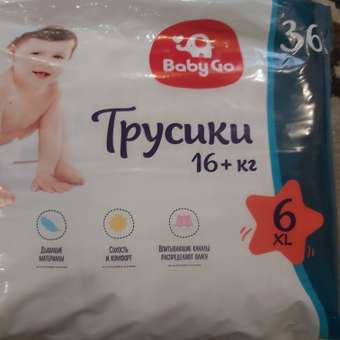 36
BabyGo
Трусики
16+ кг
6
XL
Дышащие
материалы
Сухость
и комфорт
Впитывающие каналы
распределяют влагу